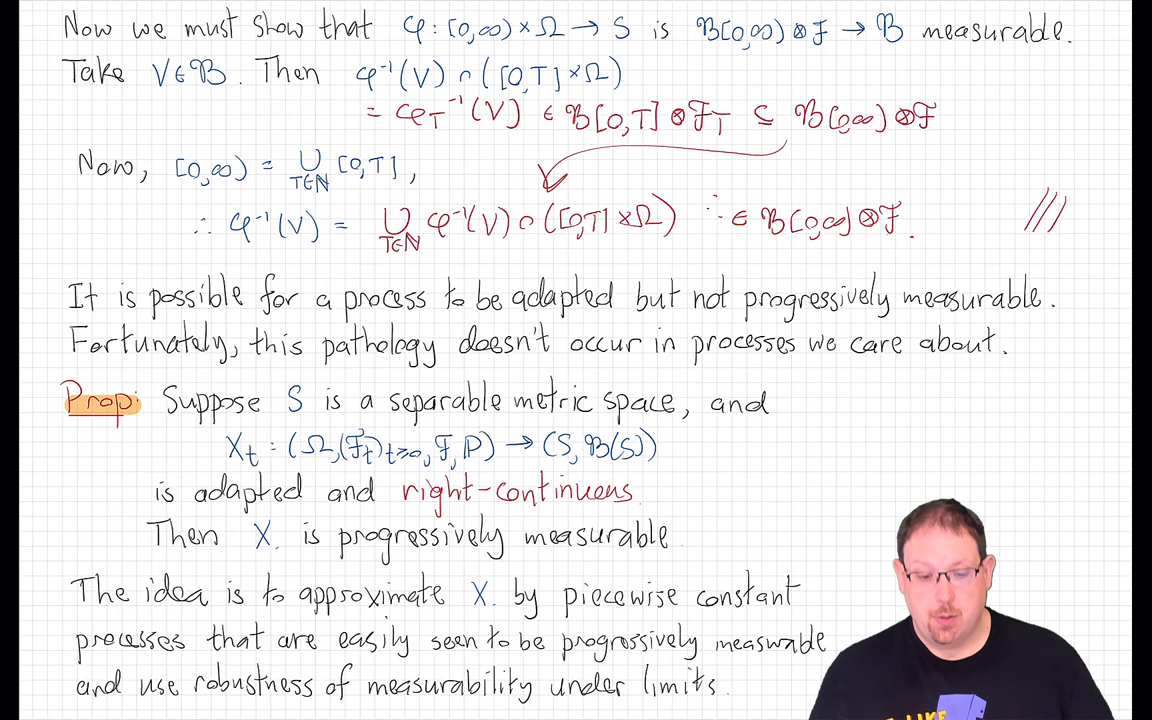 Now we must show that φ : [0,∞) × Ω → S is ℬ[0,∞) ⊗ ℱ → ℬ measurable.
Take V ∈ ℬ. Then φ⁻¹(V) ∩ ([0,T] × Ω)
= φ_T⁻¹(V) ∈ ℬ[0,T] ⊗ ℱ_T ⊆ ℬ[0,∞) ⊗ ℱ
Now, [0,∞) = ∪_{T∈ℕ} [0,T],
∴ φ⁻¹(V) = ∪_{T∈ℕ} φ⁻¹(V) ∩ ([0,T] × Ω) ∴ ∈ ℬ[0,∞) ⊗ ℱ. ///
It is possible for a process to be adapted but not progressively measurable.
Fortunately, this pathology doesn't occur in processes we care about.
Prop: Suppose S is a separable metric space, and
X_t : (Ω, (ℱ_t)_{t≥0}, ℱ, ℙ) → (S, ℬ(S))
is adapted and right-continuous
Then X. is progressively measurable.
The idea is to approximate X. by piecewise constant
processes that are easily seen to be progressively measurable
and use robustness of measurability under limits.
LIKE